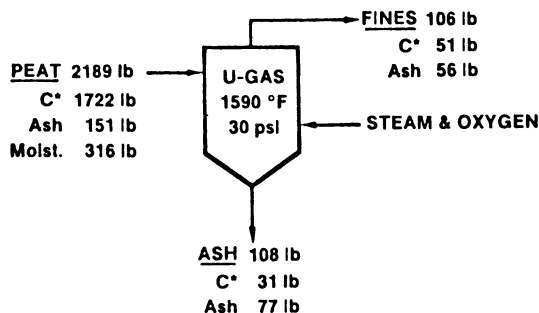 PEAT 2189 lb
C* 1722 lb
Ash 151 lb
Moist. 316 lb
U-GAS
1590 °F
30 psi
FINES 106 lb
C* 51 lb
Ash 56 lb
STEAM & OXYGEN
ASH 108 lb
C* 31 lb
Ash 77 lb